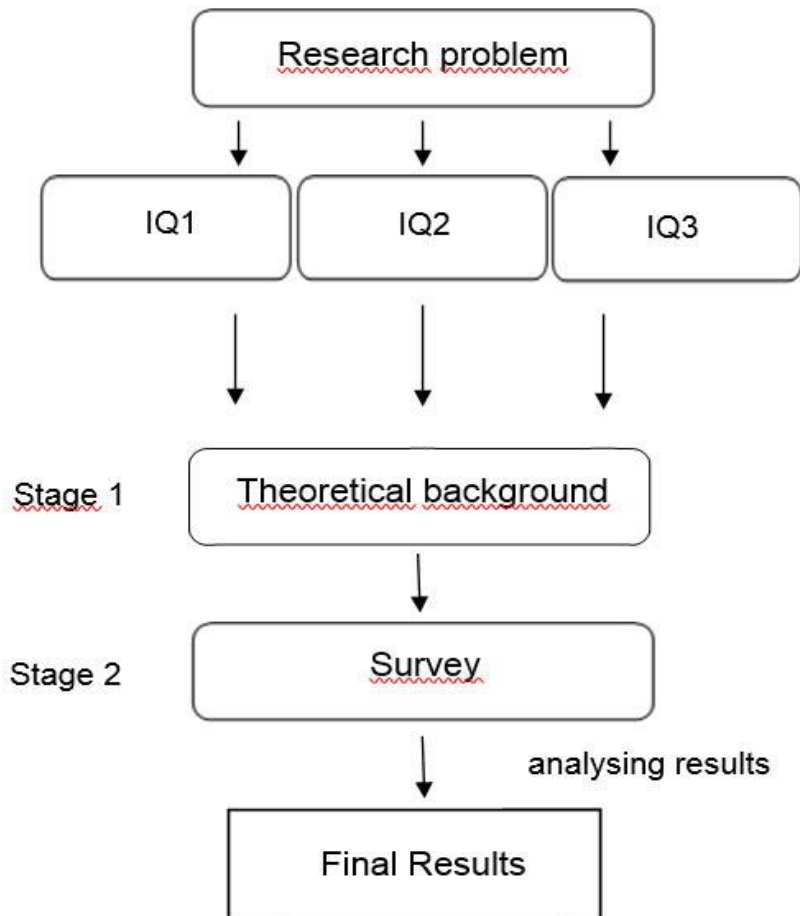 Research problem
IQ1
IQ2
IQ3
Stage 1
Theoretical background
Stage 2
Survey
analysing results
Final Results